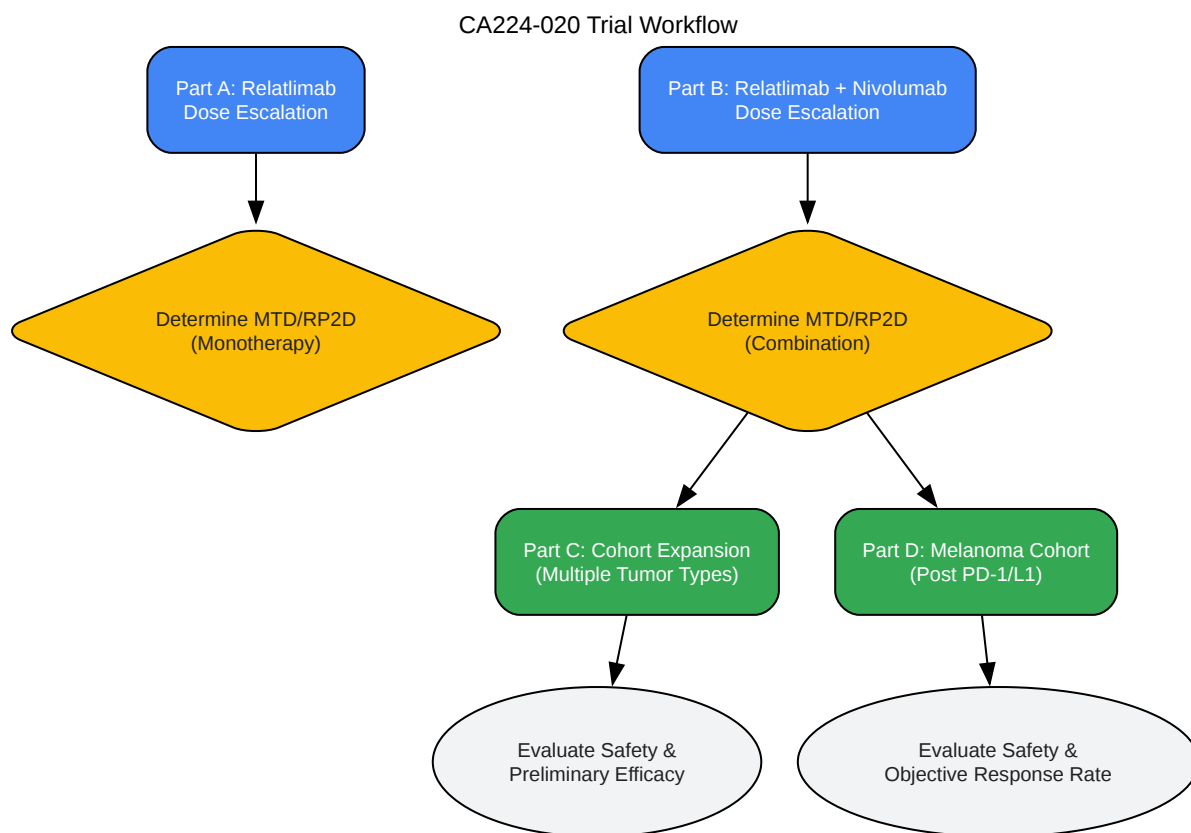 CA224-020 Trial Workflow
Part A: Relatlimab
Dose Escalation
Part B: Relatlimab + Nivolumab
Dose Escalation
Determine MTD/RP2D
(Monotherapy)
Determine MTD/RP2D
(Combination)
Part C: Cohort Expansion
(Multiple Tumor Types)
Part D: Melanoma Cohort
(Post PD-1/L1)
Evaluate Safety &
Preliminary Efficacy
Evaluate Safety &
Objective Response Rate